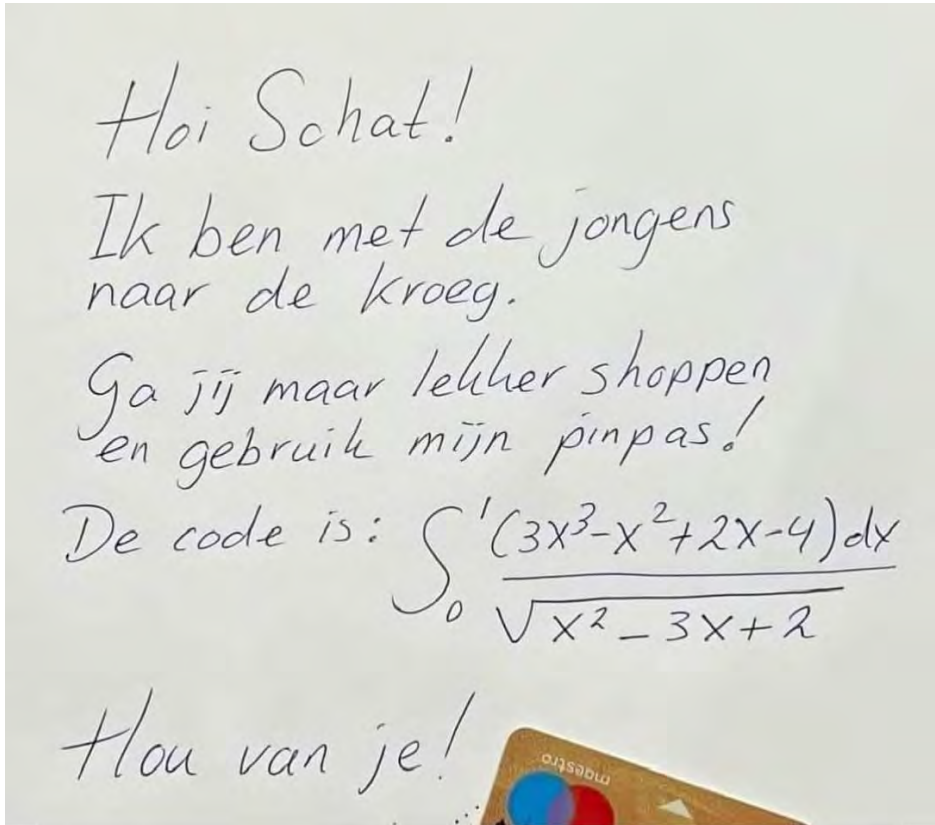 Hoi Schat!
Ik ben met de jongens
naar de kroeg.
Ga jij maar lekker shoppen
en gebruik mijn pinpas!
De code is: ∫₀¹ (3x³-x²+2x-4)dx
√x²-3x+2
Hou van je!
maestro